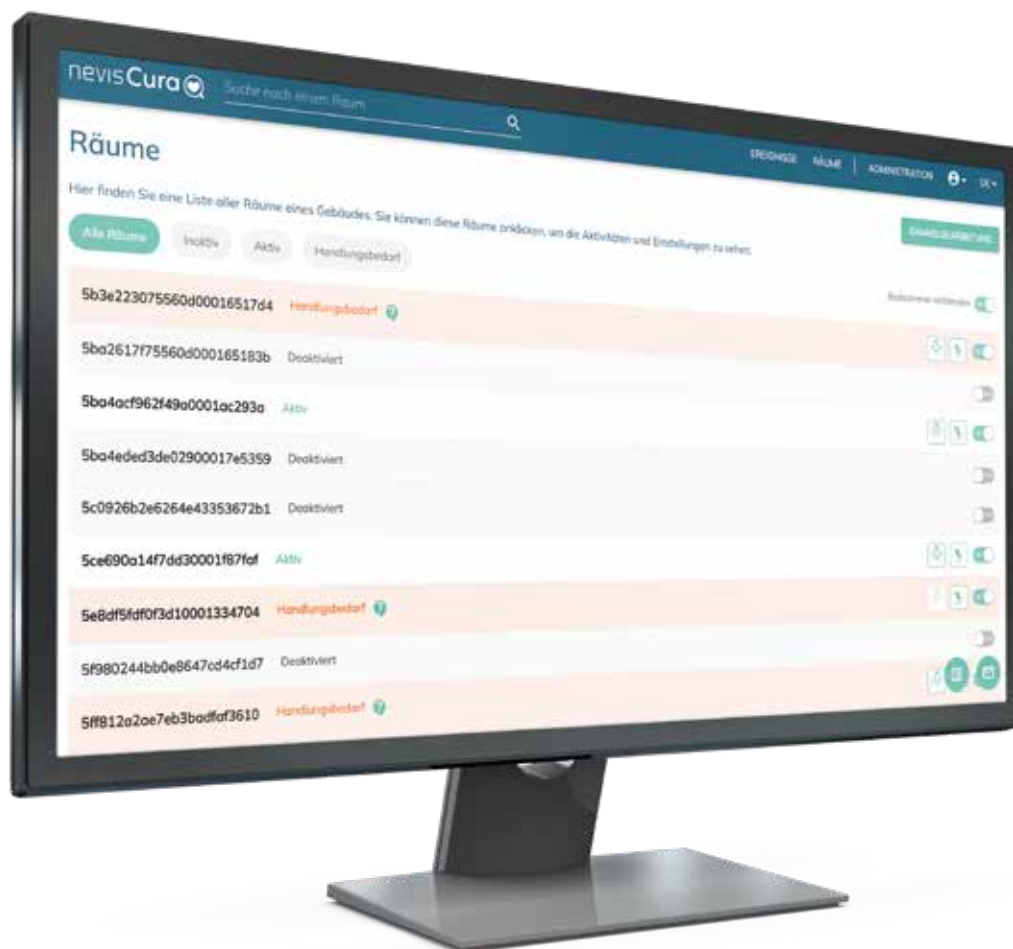 nevisCura
Suche nach einem Raum
EREIGNISSE RÄUME ADMINISTRATION DE
Räume
Hier finden Sie eine Liste aller Räume eines Gebäudes. Sie können diese Räume anklicken, um die Aktivitäten und Einstellungen zu sehen.
SAMMELBEARBEITUNG
Alle Räume Inaktiv Aktiv Handlungsbedarf
5b3e223075560d00016517d4 Handlungsbedarf ?
5ba2617f75560d000165183b Deaktiviert
5ba4acf962f49a0001ac293a Aktiv
5ba4eded3de02900017e5359 Deaktiviert
5c0926b2e6264e43353672b1 Deaktiviert
5ce690a14f7dd30001f87faf Aktiv
5e8df5fdf0f3d10001334704 Handlungsbedarf ?
5f980244bb0e8647cd4cf1d7 Deaktiviert
5ff812a2ae7eb3badfaf3610 Handlungsbedarf ?